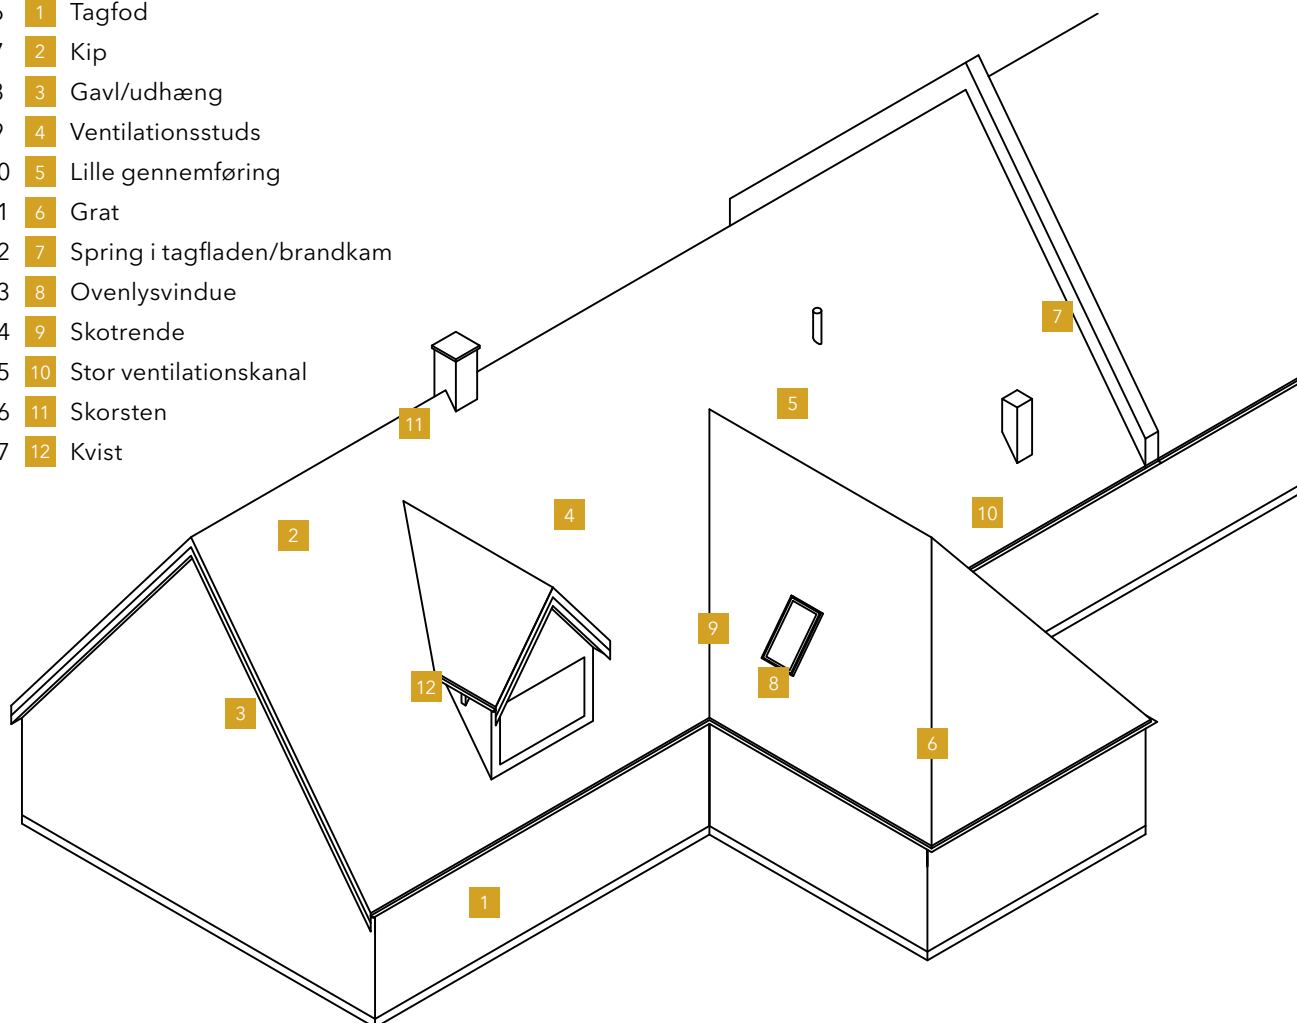 1 Tagfod
2 Kip
3 Gavl/udhæng
4 Ventilationsstuds
5 Lille gennemføring
6 Grat
7 Spring i tagfladen/brandkam
8 Ovenlysvindue
9 Skotrende
10 Stor ventilationskanal
11 Skorsten
12 Kvist
7
5
11
10
4
2
9
8
12
3
6
1